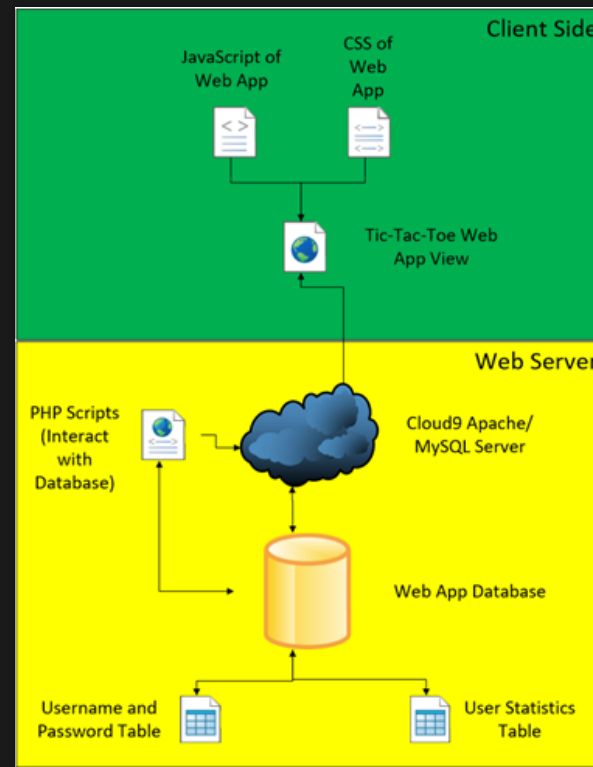 Client Side
JavaScript of
Web App
CSS of
Web
App
Tic-Tac-Toe Web
App View
Web Server
PHP Scripts
(Interact
with
Database)
Cloud9 Apache/
MySQL Server
Web App Database
Username and
Password Table
User Statistics
Table